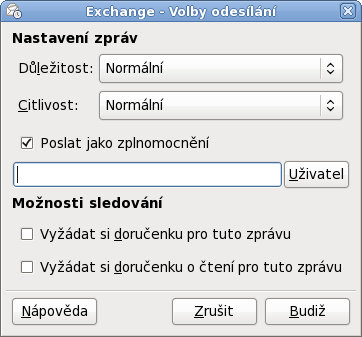 Exchange - Volby odesílání
Nastavení zpráv
Důležitost: Normální
Citlivost: Normální
Poslat jako zplnomocnění
Uživatel
Možnosti sledování
Vyžádat si doručenku pro tuto zprávu
Vyžádat si doručenku o čtení pro tuto zprávu
Nápověda Zrušit Budiž